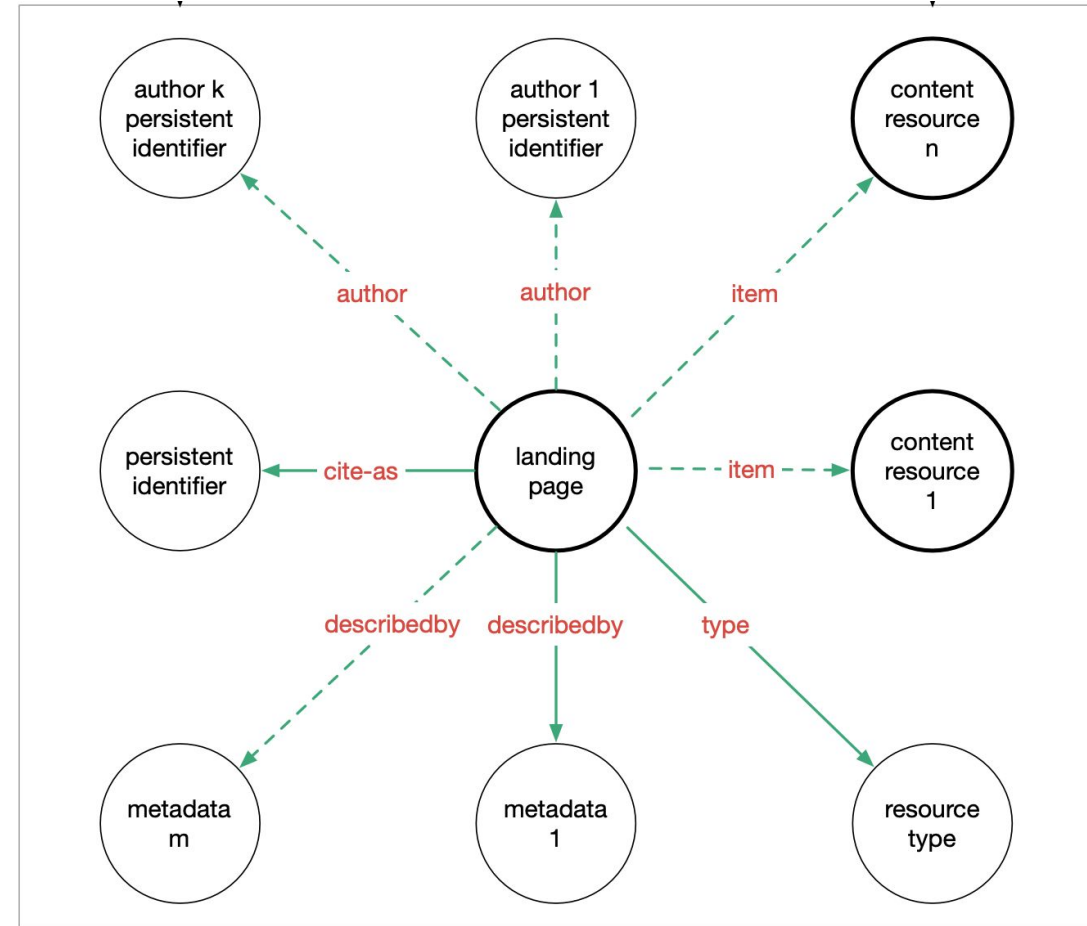 author k
persistent
identifier
author 1
persistent
identifier
content
resource
n
author
author
item
persistent
identifier
cite-as
landing
page
item
content
resource
1
describedby
describedby
type
metadata
m
metadata
1
resource
type